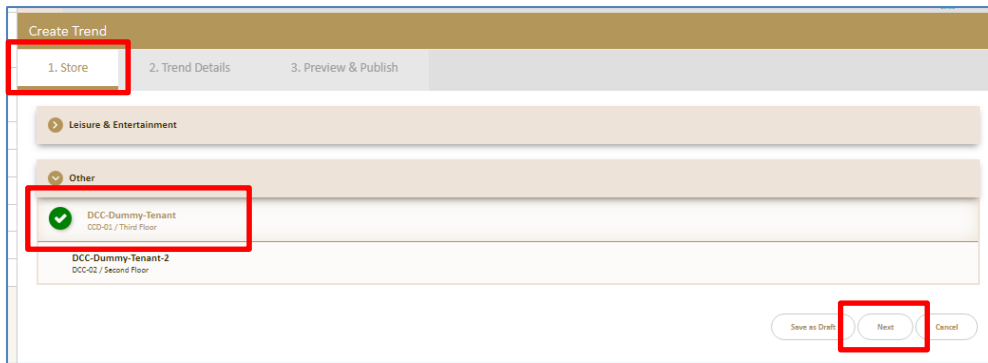 Create Trend
1. Store
2. Trend Details
3. Preview & Publish
Leisure & Entertainment
Other
DCC-Dummy-Tenant
CCD-01 / Third Floor
DCC-Dummy-Tenant-2
DCC-02 / Second Floor
Save as Draft
Next
Cancel